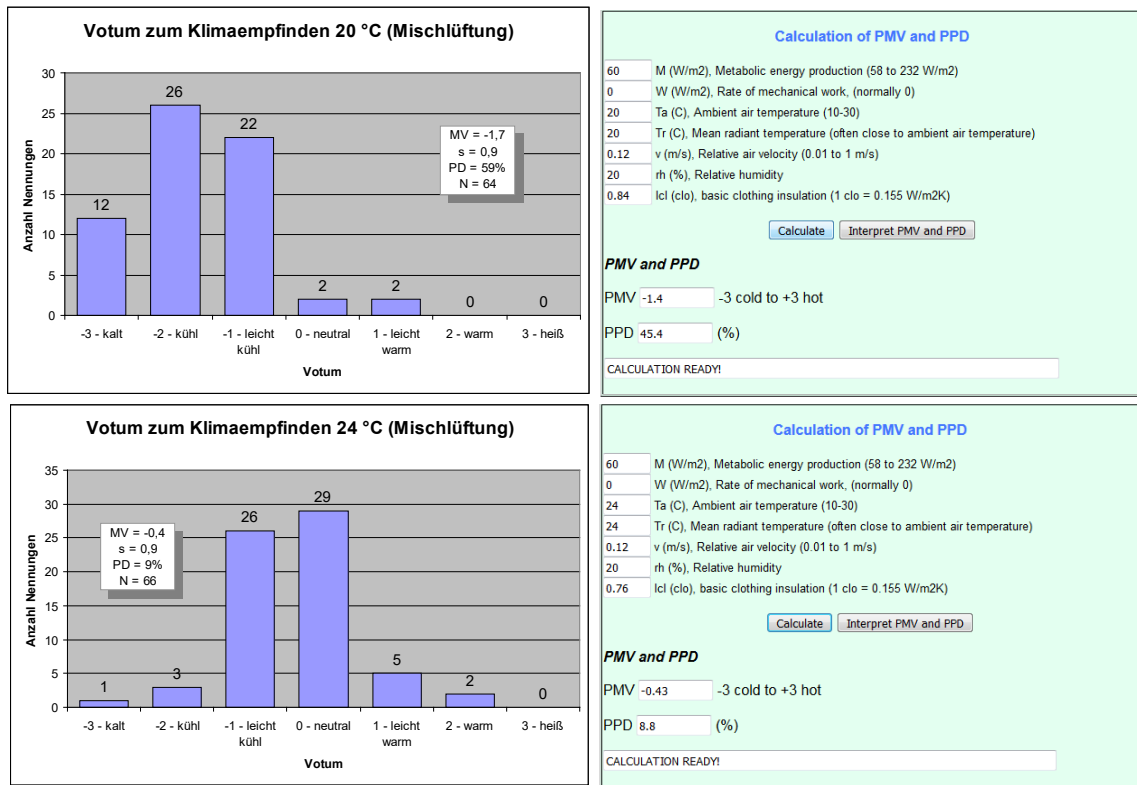 Votum zum Klimaempfinden 20 °C (Mischlüftung)
Anzahl Nennungen
30
25
20
15
10
5
0
12
26
22
2
2
0
0
MV = -1,7
s = 0,9
PD = 59%
N = 64
-3 - kalt
-2 - kühl
-1 - leicht
kühl
0 - neutral
1 - leicht
warm
2 - warm
3 - heiß
Votum
Calculation of PMV and PPD
60 M (W/m2), Metabolic energy production (58 to 232 W/m2)
0 W (W/m2), Rate of mechanical work, (normally 0)
20 Ta (C), Ambient air temperature (10-30)
20 Tr (C), Mean radiant temperature (often close to ambient air temperature)
0.12 v (m/s), Relative air velocity (0.01 to 1 m/s)
20 rh (%), Relative humidity
0.84 Icl (clo), basic clothing insulation (1 clo = 0.155 W/m2K)
Calculate Interpret PMV and PPD
PMV and PPD
PMV -1.4 -3 cold to +3 hot
PPD 45.4 (%)
CALCULATION READY!
Votum zum Klimaempfinden 24 °C (Mischlüftung)
Anzahl Nennungen
35
30
25
20
15
10
5
0
1
3
26
29
5
2
0
MV = -0,4
s = 0,9
PD = 9%
N = 66
-3 - kalt
-2 - kühl
-1 - leicht
kühl
0 - neutral
1 - leicht
warm
2 - warm
3 - heiß
Votum
Calculation of PMV and PPD
60 M (W/m2), Metabolic energy production (58 to 232 W/m2)
0 W (W/m2), Rate of mechanical work, (normally 0)
24 Ta (C), Ambient air temperature (10-30)
24 Tr (C), Mean radiant temperature (often close to ambient air temperature)
0.12 v (m/s), Relative air velocity (0.01 to 1 m/s)
20 rh (%), Relative humidity
0.76 Icl (clo), basic clothing insulation (1 clo = 0.155 W/m2K)
Calculate Interpret PMV and PPD
PMV and PPD
PMV -0.43 -3 cold to +3 hot
PPD 8.8 (%)
CALCULATION READY!